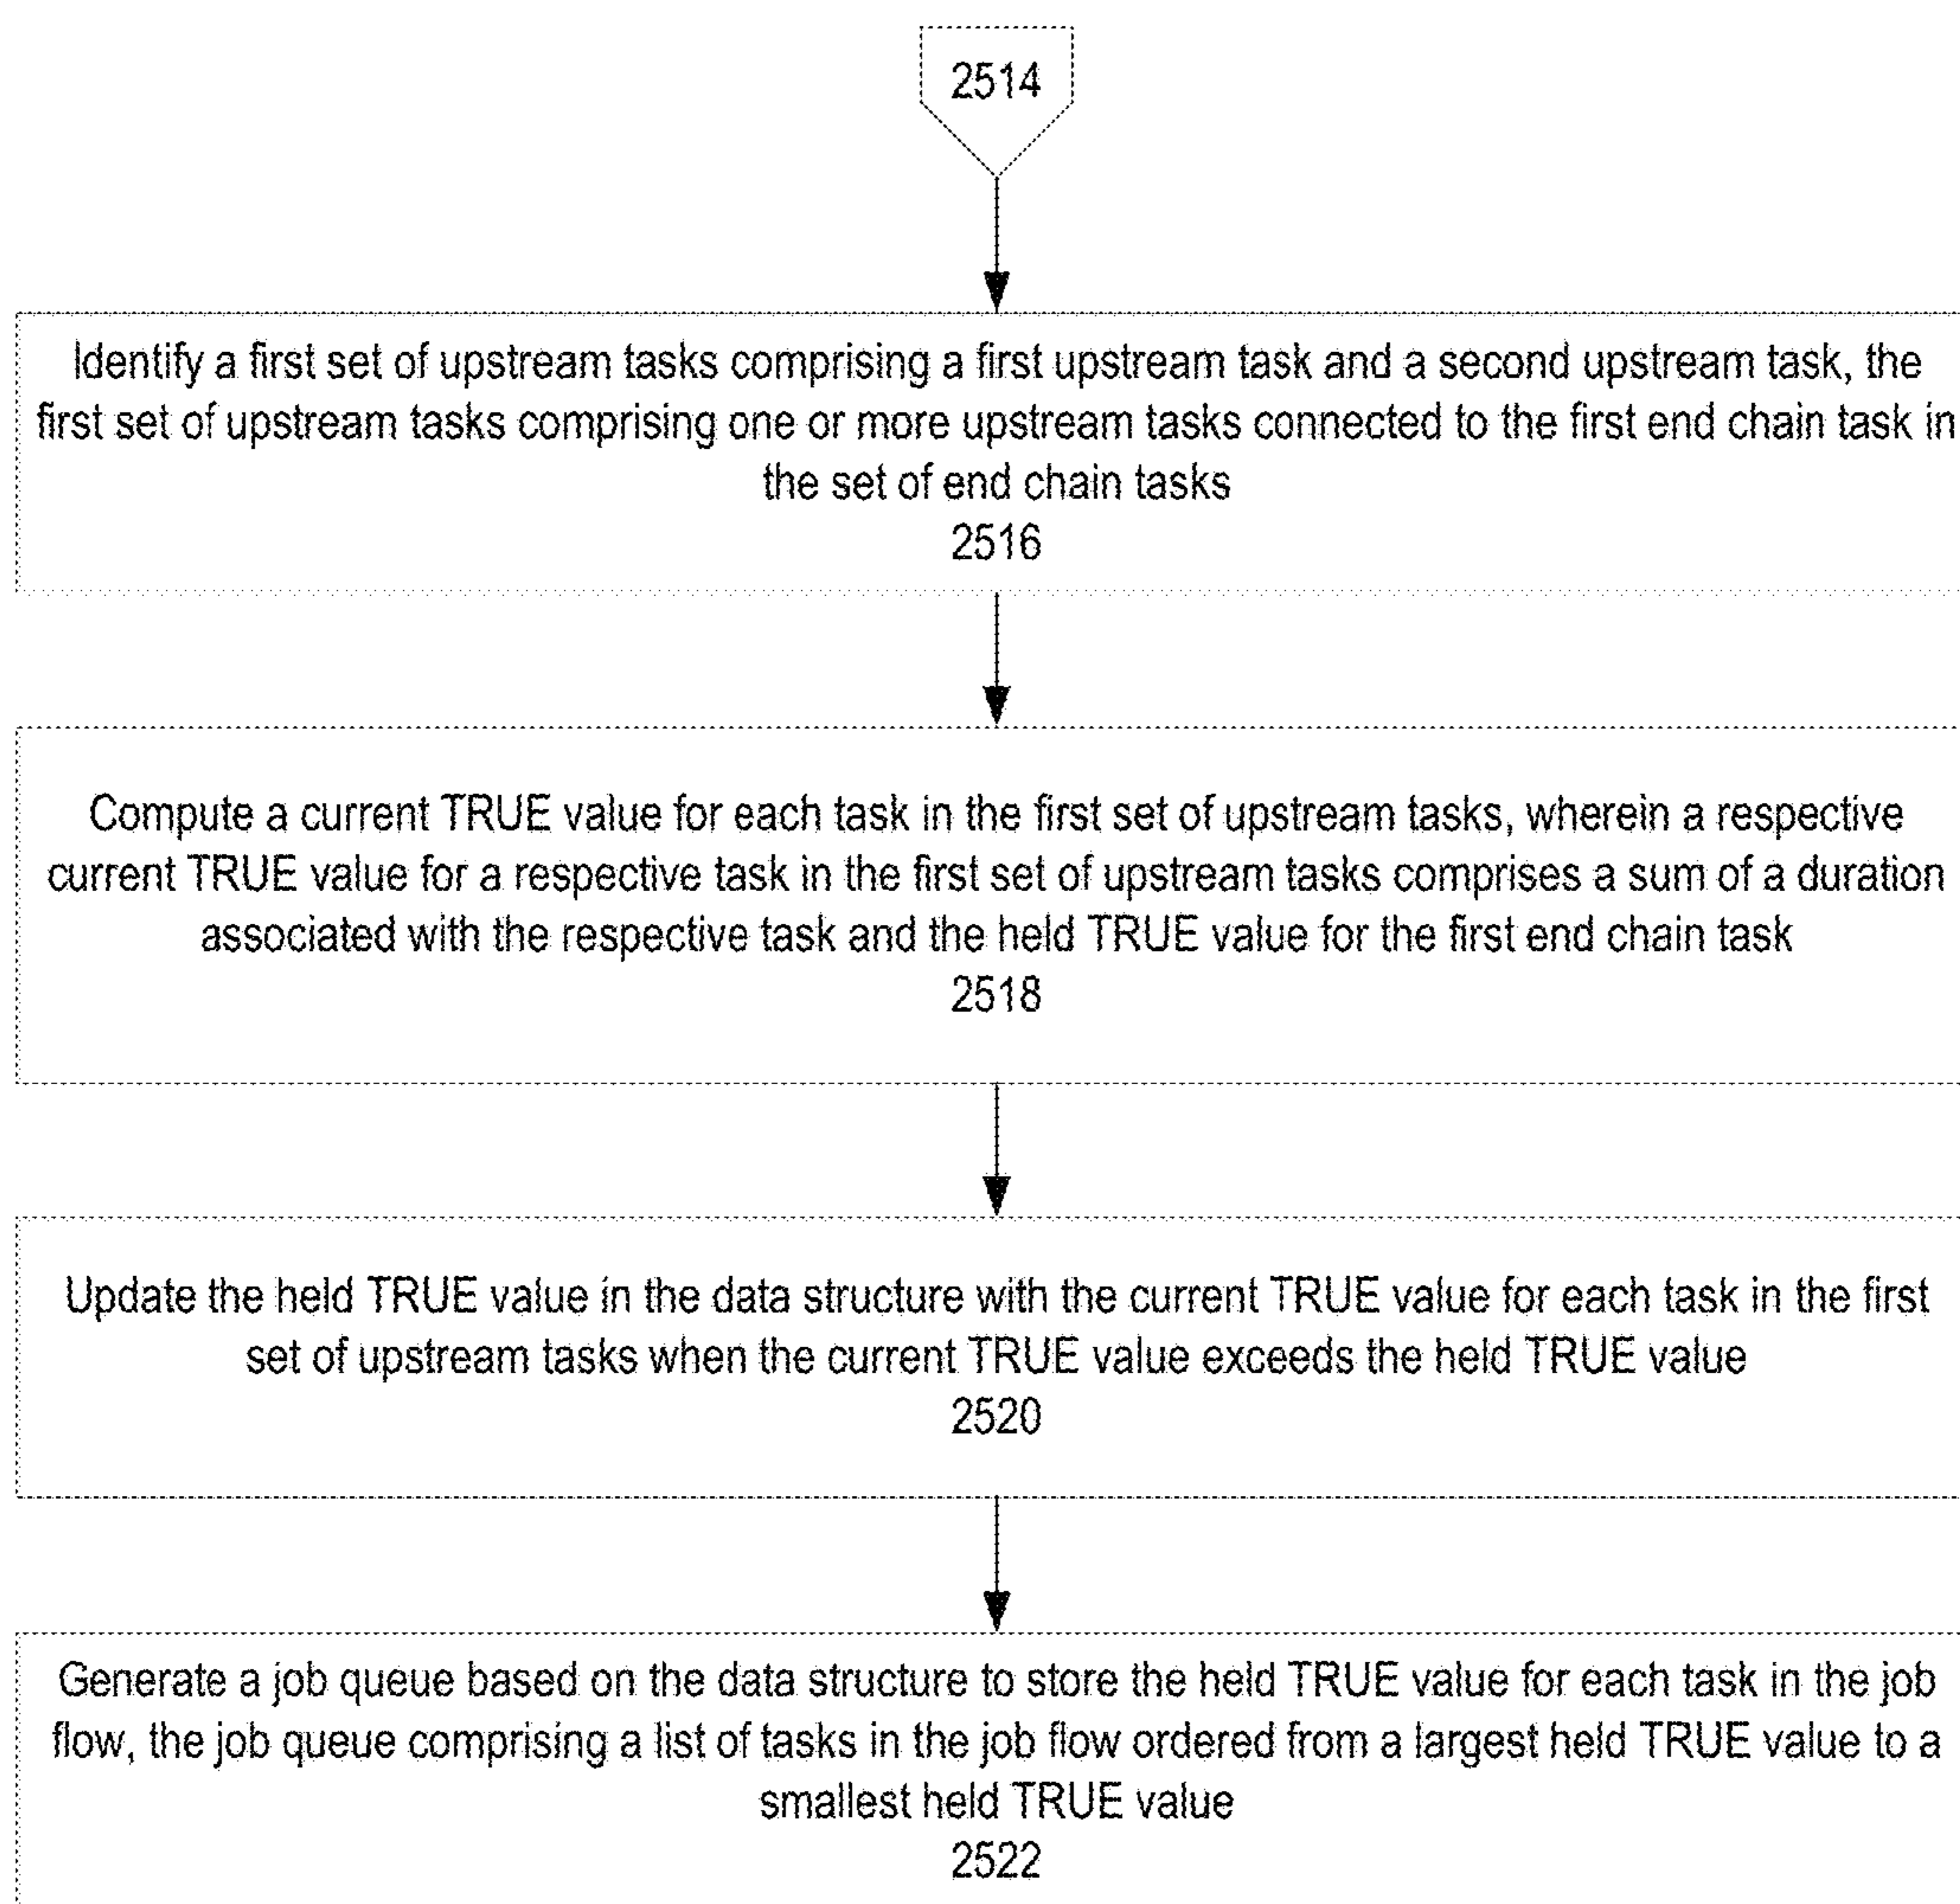 2514
Identify a first set of upstream tasks comprising a first upstream task and a second upstream task, the
first set of upstream tasks comprising one or more upstream tasks connected to the first end chain task in
the set of end chain tasks
2516
Compute a current TRUE value for each task in the first set of upstream tasks, wherein a respective
current TRUE value for a respective task in the first set of upstream tasks comprises a sum of a duration
associated with the respective task and the held TRUE value for the first end chain task
2518
Update the held TRUE value in the data structure with the current TRUE value for each task in the first
set of upstream tasks when the current TRUE value exceeds the held TRUE value
2520
Generate a job queue based on the data structure to store the held TRUE value for each task in the job
flow, the job queue comprising a list of tasks in the job flow ordered from a largest held TRUE value to a
smallest held TRUE value
2522